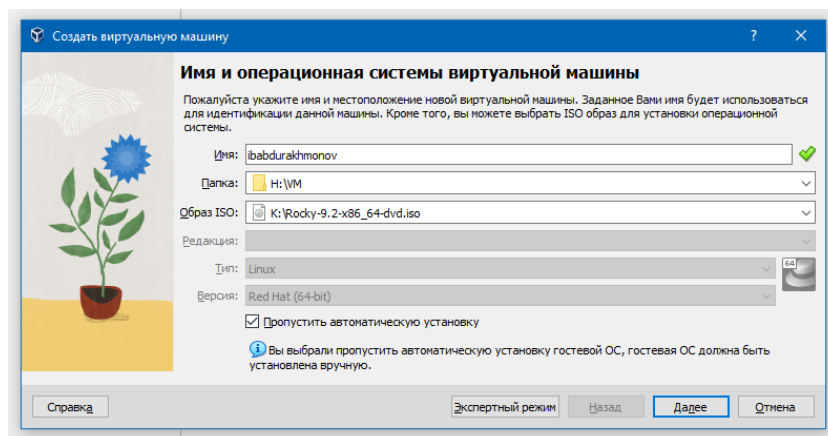 Создать виртуальную машину
Имя и операционная системы виртуальной машины
Пожалуйста укажите имя и местоположение новой виртуальной машины. Заданное Вами имя будет использоваться
для идентификации данной машины. Кроме того, вы можете выбрать ISO образ для установки операционной
системы.
Имя: ibabdurakhmonov
Папка: H:\VM
Образ ISO: K:\Rocky-9.2-x86_64-dvd.iso
Редакция:
Тип: Linux
64
Версия: Red Hat (64-bit)
Пропустить автоматическую установку
Вы выбрали пропустить автоматическую установку гостевой ОС, гостевая ОС должна быть
установлена вручную.
Справка Экспертный режим Назад Далее Отмена